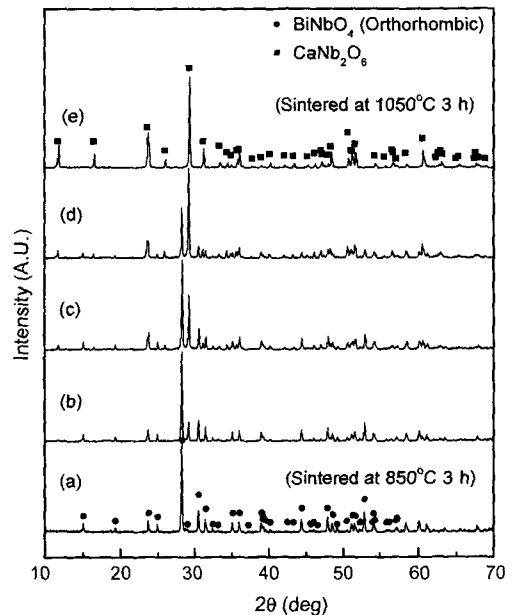 ● BiNbO₄ (Orthorhombic)
■ CaNb₂O₆
(e)
(Sintered at 1050°C 3 h)
(d)
(c)
(b)
(a)
(Sintered at 850°C 3 h)
Intensity (A.U.)
10 20 30 40 50 60 70
2θ (deg)